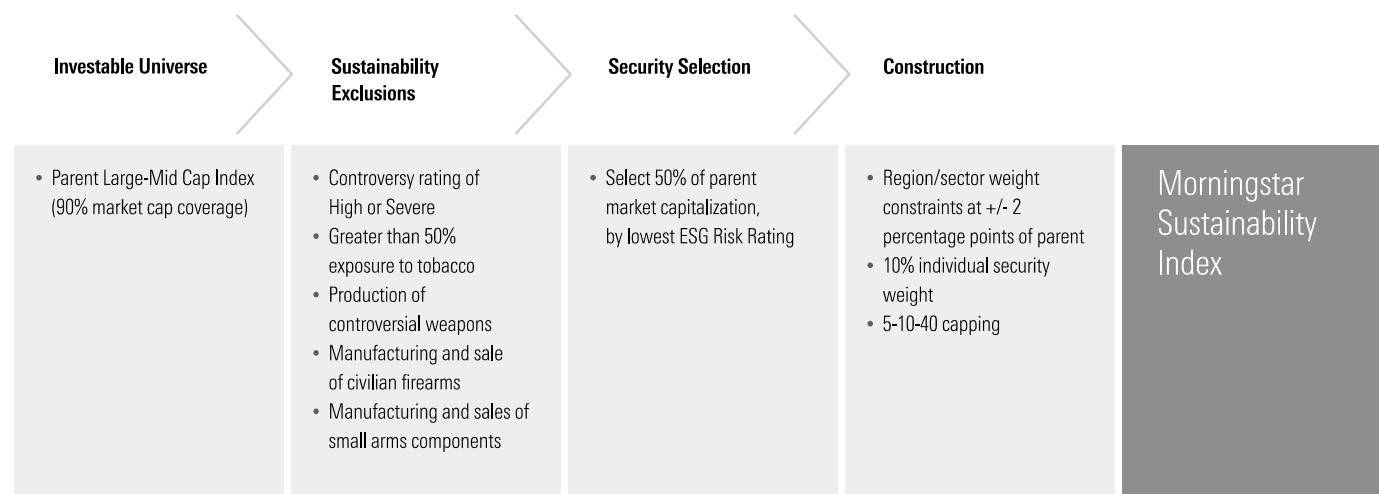 Investable Universe
Sustainability
Exclusions
Security Selection
Construction
• Parent Large-Mid Cap Index
(90% market cap coverage)
• Controversy rating of
High or Severe
• Greater than 50%
exposure to tobacco
• Production of
controversial weapons
• Manufacturing and sale
of civilian firearms
• Manufacturing and sales of
small arms components
• Select 50% of parent
market capitalization,
by lowest ESG Risk Rating
• Region/sector weight
constraints at +/- 2
percentage points of parent
• 10% individual security
weight
• 5-10-40 capping
Morningstar
Sustainability
Index